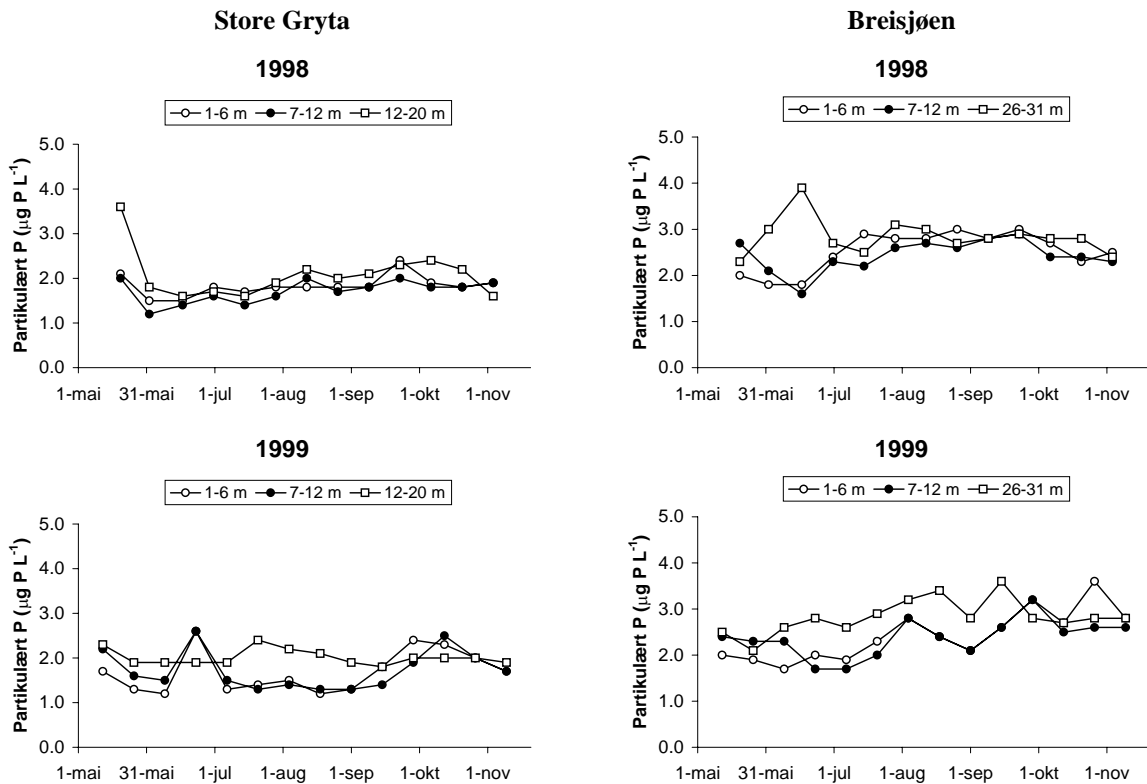 Store Gryta
1998
1-6 m 7-12 m 12-20 m
Partikulært P (µg P L-1)
5.0
4.0
3.0
2.0
1.0
0.0
1-mai 31-mai 1-jul 1-aug 1-sep 1-okt 1-nov
Breisjøen
1998
1-6 m 7-12 m 26-31 m
Partikulært P (µg P L-1)
5.0
4.0
3.0
2.0
1.0
0.0
1-mai 31-mai 1-jul 1-aug 1-sep 1-okt 1-nov
1999
1-6 m 7-12 m 12-20 m
Partikulært P (µg P L-1)
5.0
4.0
3.0
2.0
1.0
0.0
1-mai 31-mai 1-jul 1-aug 1-sep 1-okt 1-nov
1999
1-6 m 7-12 m 26-31 m
Partikulært P (µg P L-1)
5.0
4.0
3.0
2.0
1.0
0.0
1-mai 31-mai 1-jul 1-aug 1-sep 1-okt 1-nov